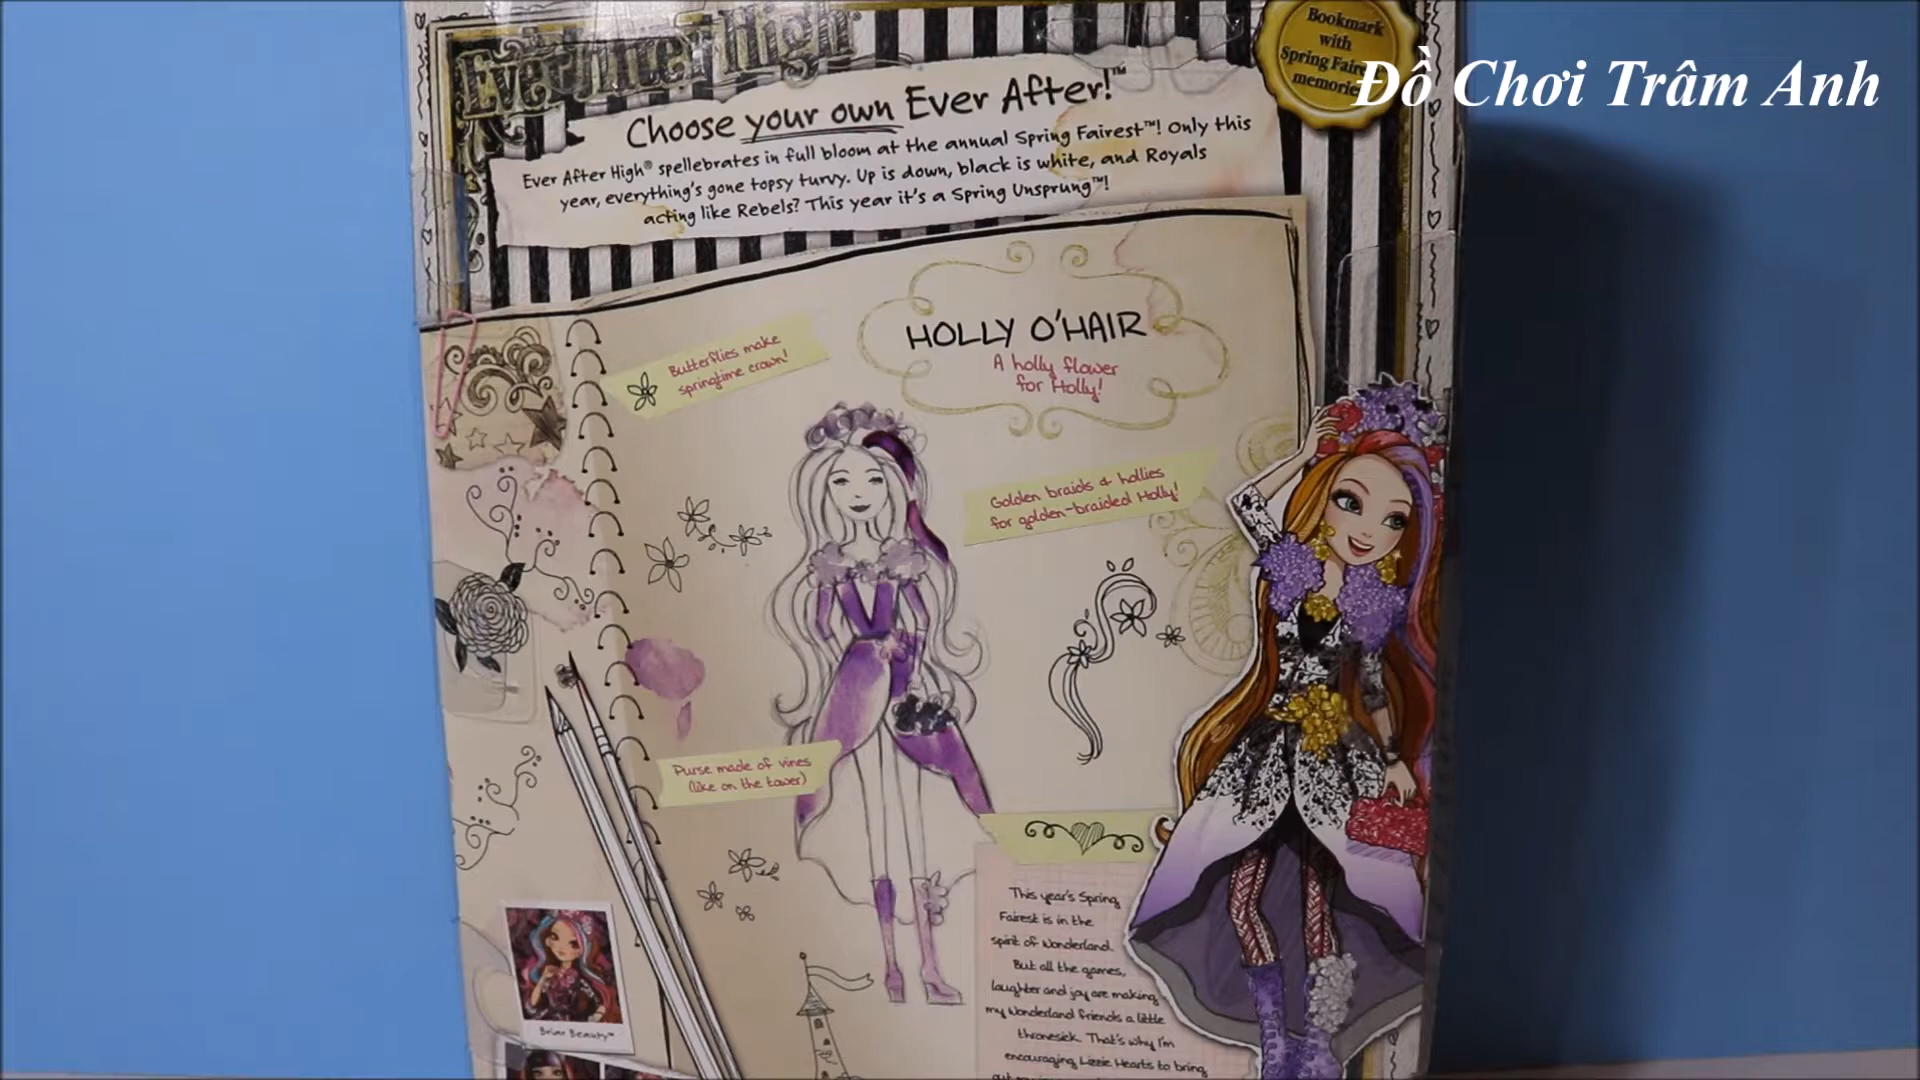 Ever After High
Bookmark
with
Spring Fairest
memories
Đồ Chơi Trâm Anh
Choose your own Ever After!™
Ever After High® spellebrates in full bloom at the annual Spring Fairest™! Only this
year, everything's gone topsy turvy. Up is down, black is white, and Royals
acting like Rebels? This year it's a Spring Unsprung™!
HOLLY O'HAIR
A holly flower
for Holly!
Butterflies make
springtime crown!
Golden braids & hollies
for golden-braided Holly!
Purse made of vines
(like on the tower)
This year's Spring
Fairest is in the
spirit of Wonderland.
But all the games,
laughter and joy are making
my Wonderland friends a little
thronesick. That's why I'm
encouraging Lizzie Hearts to bring
Briar Beauty™